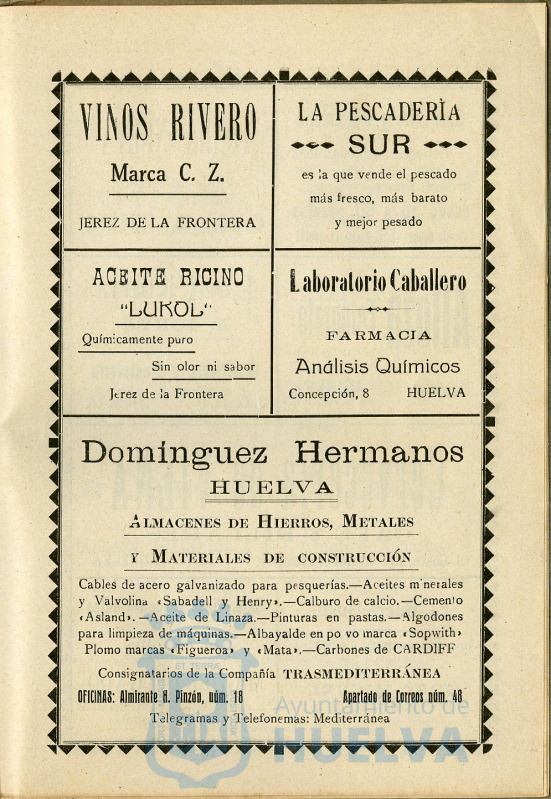 VINOS RIVERO
Marca C. Z.
JEREZ DE LA FRONTERA
LA PESCADERÌA
SUR
es la que vende el pescado
más fresco, más barato
y mejor pesado
ACEITE RICINO
"LUKOL"
Químicamente puro
Sin olor ni sabor
Jerez de la Frontera
Laboratorio Caballero
FARMACIA
Análisis Químicos
Concepción, 8 HUELVA
Domínguez Hermanos
HUELVA
ALMACENES DE HIERROS, METALES
Y MATERIALES DE CONSTRUCCIÓN
Cables de acero galvanizado para pesquerías.—Aceites minerales
y Valvolina «Sabadell y Henry».—Calburo de calcio.—Cemento
«Asland».—Aceite de Linaza.—Pinturas en pastas.—Algodones
para limpieza de máquinas.—Albayalde en po vo marca «Sopwith»
Plomo marcas «Figueroa» y «Mata».—Carbones de CARDIFF
Consignatarios de la Compañía TRASMEDITERRÁNEA
OFICINAS: Almirante H. Pinzón, núm. 18 Apartado de Correos núm. 48
Telegramas y Telefonemas: Mediterránea
Ayuntamiento de
HUELVA